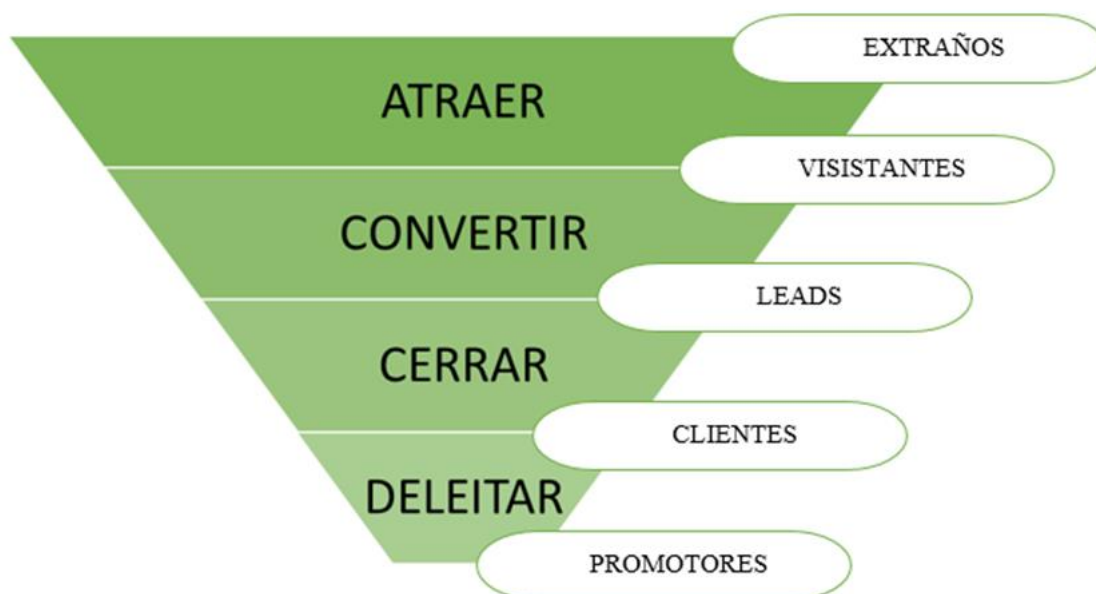 EXTRAÑOS
ATRAER
VISISTANTES
CONVERTIR
LEADS
CERRAR
CLIENTES
DELEITAR
PROMOTORES